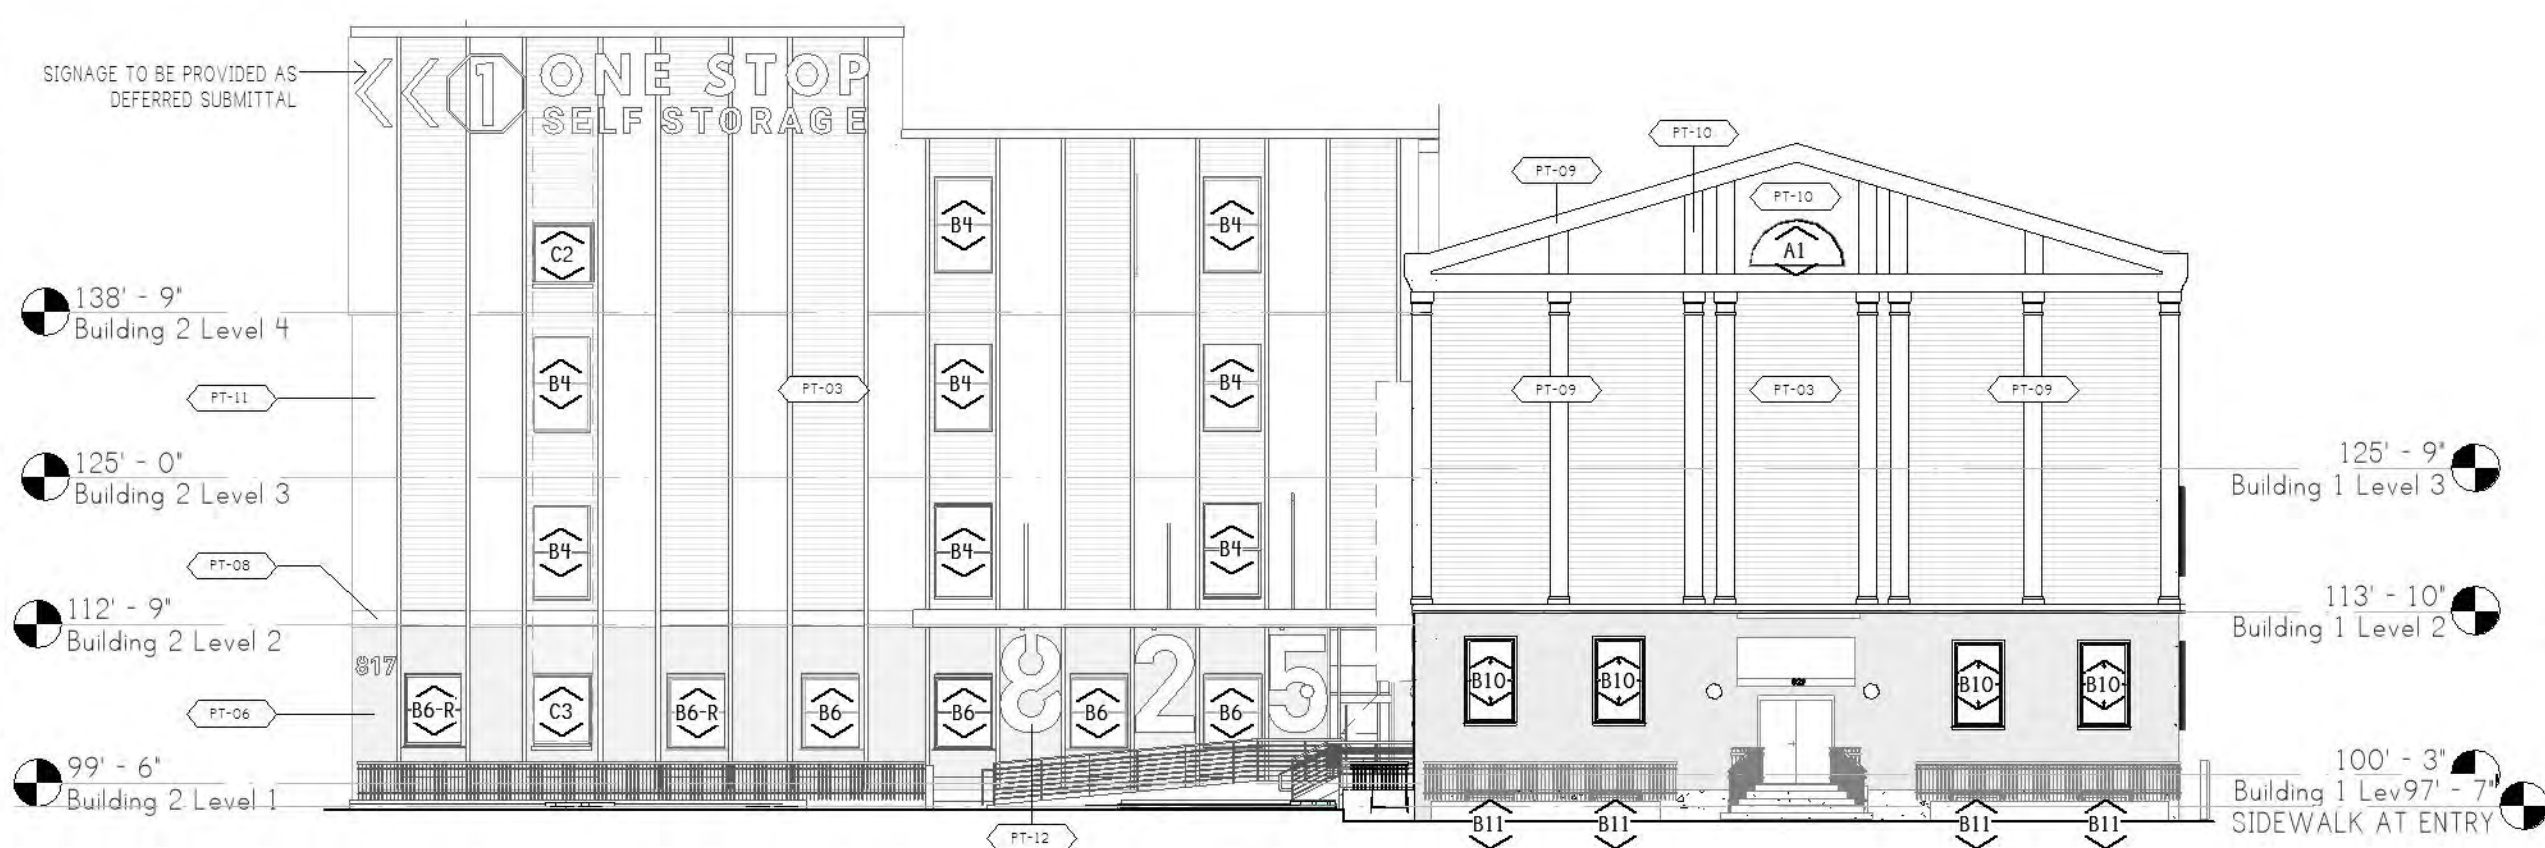 SIGNAGE TO BE PROVIDED AS
DEFERRED SUBMITTAL
1
ONE STOP
SELF STORAGE
PT-10
PT-09
PT-10
B4
B4
C2
A1
138' - 9"
Building 2 Level 4
B4
B4
B4
PT-03
PT-09
PT-03
PT-09
PT-11
125' - 0"
Building 2 Level 3
125' - 9"
Building 1 Level 3
B4
B4
B4
PT-08
112' - 9"
Building 2 Level 2
113' - 10"
Building 1 Level 2
817
825
B10
B10
B10
B10
PT-06
B6-R
C3
B6-R
B6
B6
B6
B6
99' - 6"
Building 2 Level 1
100' - 3"
Building 1 Lev
97' - 7"
SIDEWALK AT ENTRY
B11
B11
B11
B11
PT-12